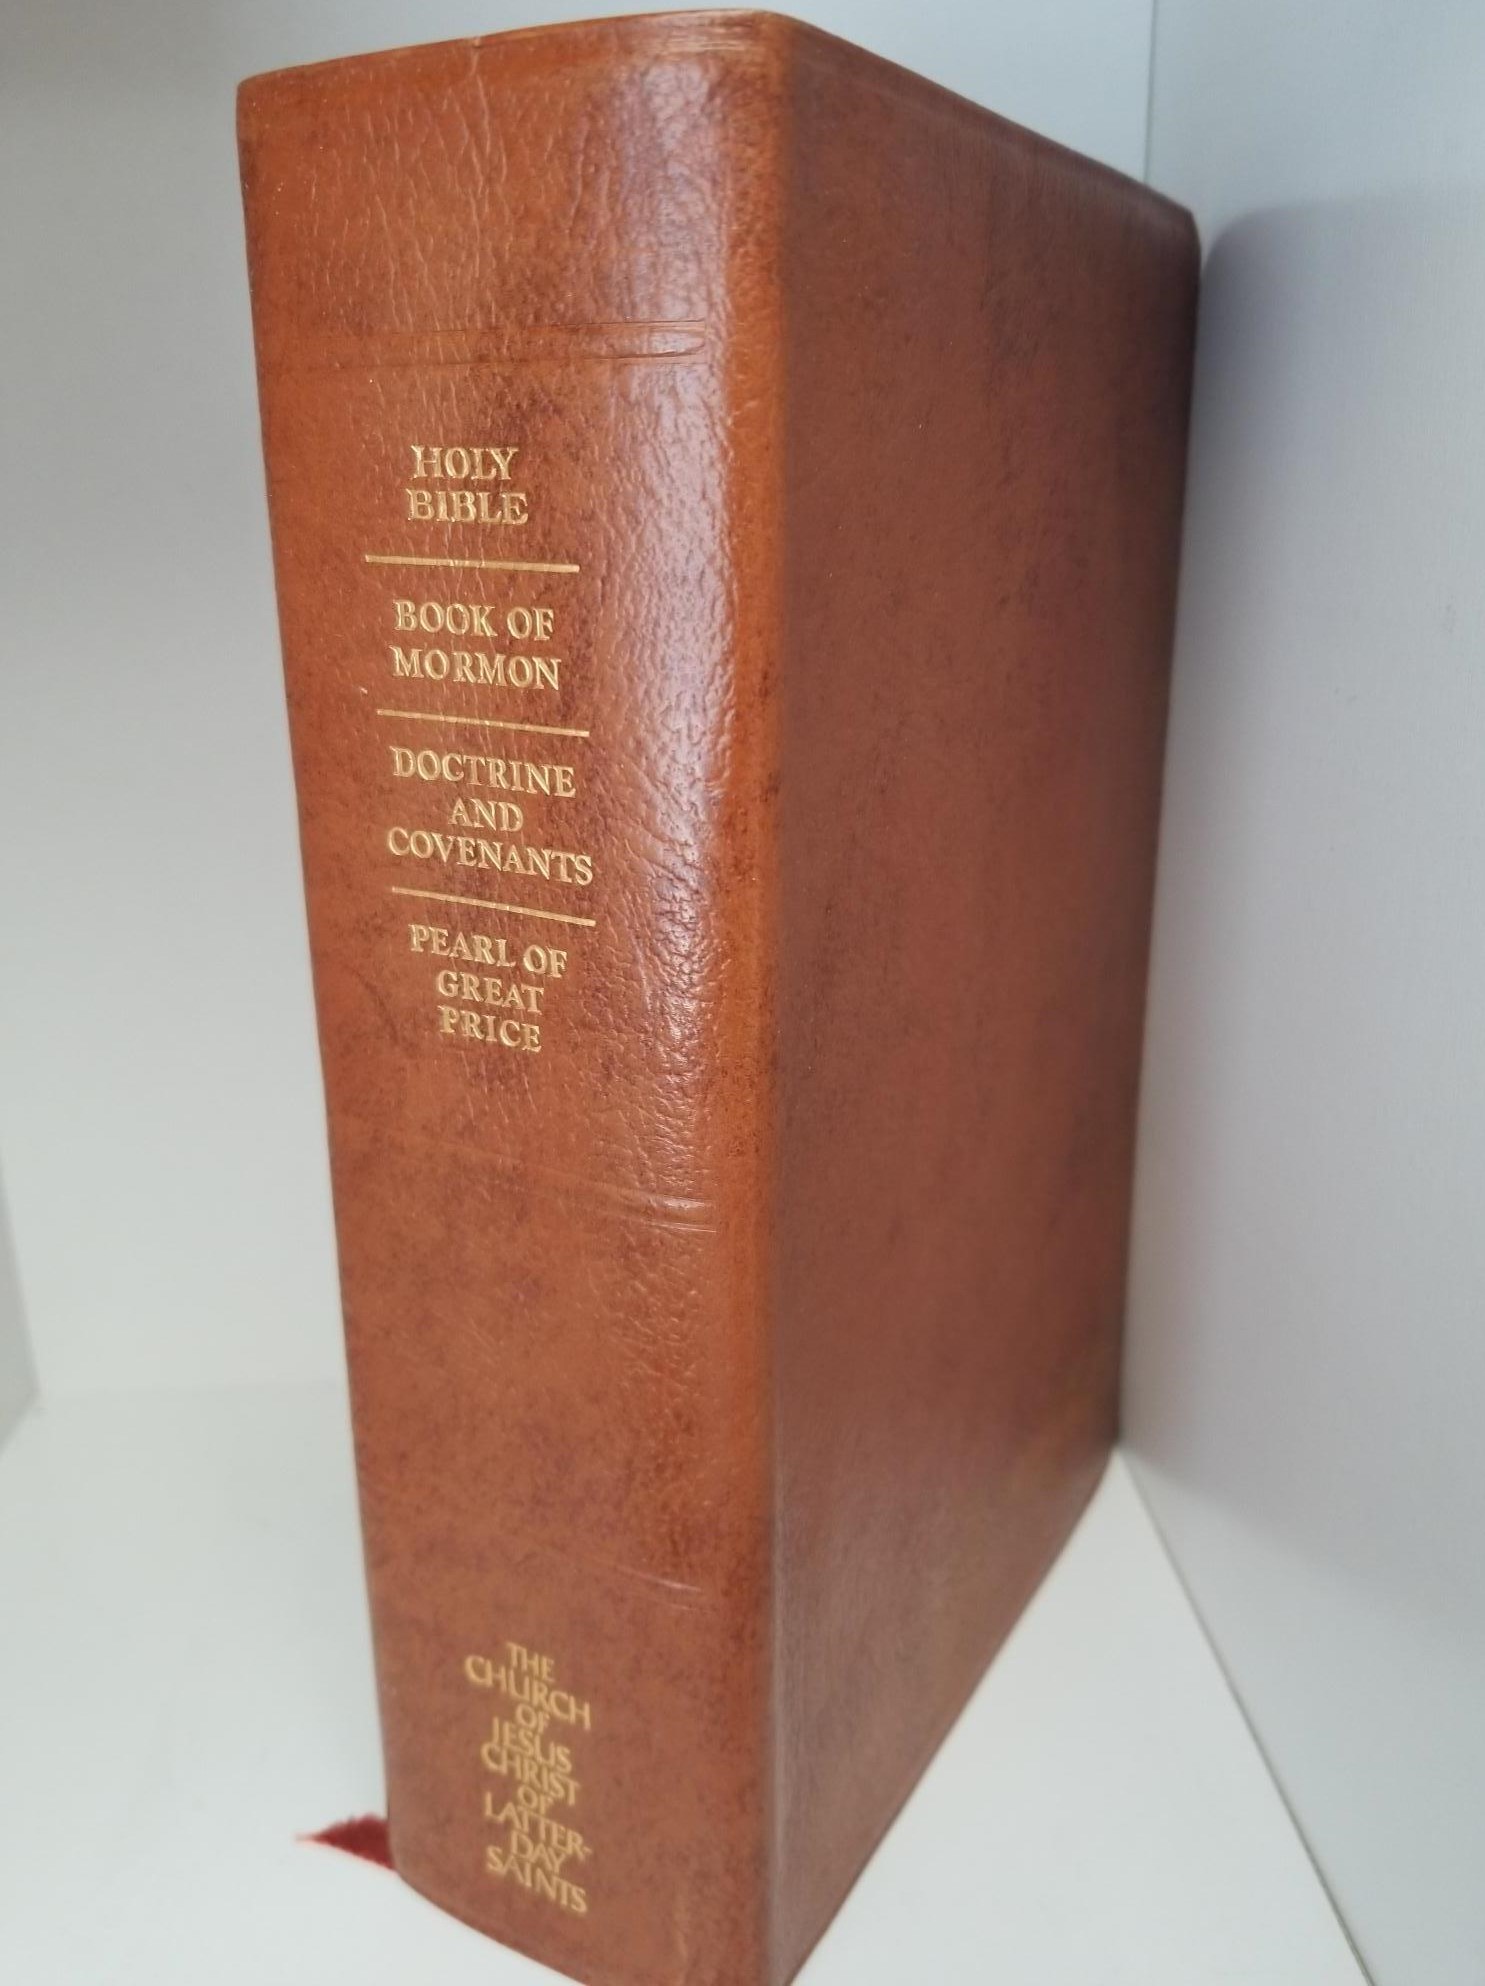 HOLY
BIBLE
BOOK OF
MORMON
DOCTRINE
AND
COVENANTS
PEARL OF
GREAT
PRICE
THE
CHURCH
OF
JESUS
CHRIST
OF
LATTER-
DAY
SAINTS